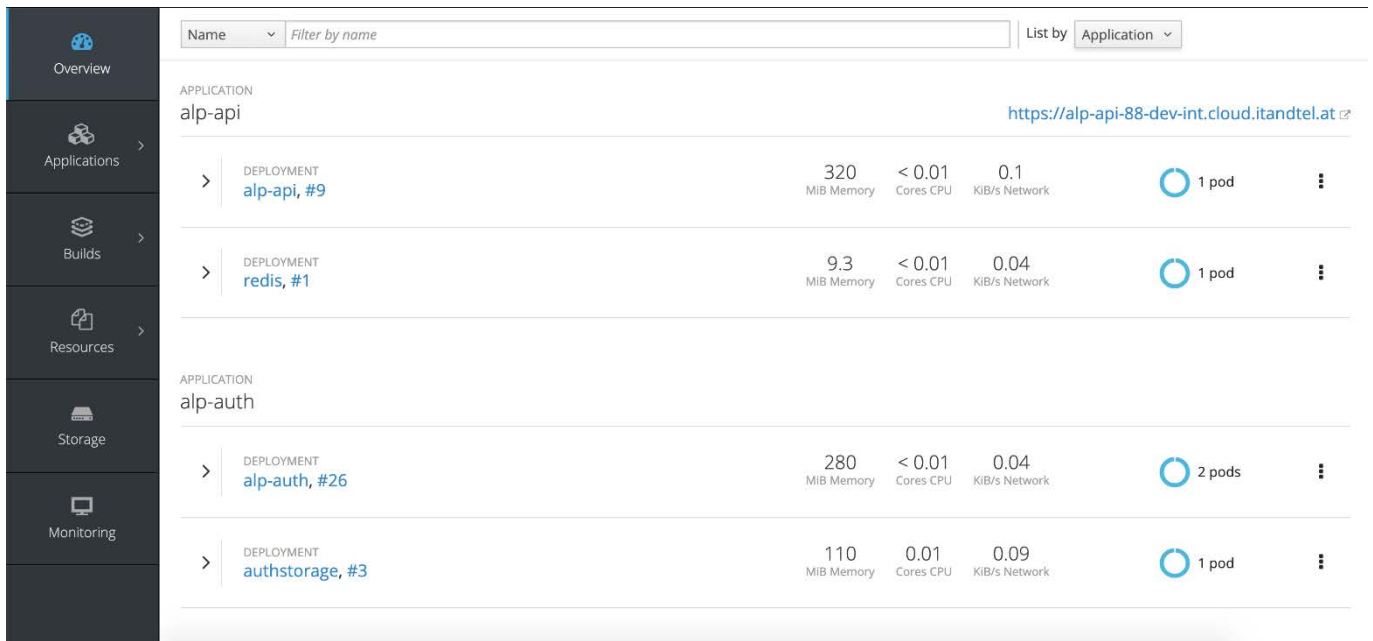 Overview
Applications
Builds
Resources
Storage
Monitoring
Name Filter by name List by Application
APPLICATION
alp-api https://alp-api-88-dev-int.cloud.itandtel.at
DEPLOYMENT
alp-api, #9
320 < 0.01 0.1
MiB Memory Cores CPU KiB/s Network
1 pod
DEPLOYMENT
redis, #1
9.3 < 0.01 0.04
MiB Memory Cores CPU KiB/s Network
1 pod
APPLICATION
alp-auth
DEPLOYMENT
alp-auth, #26
280 < 0.01 0.04
MiB Memory Cores CPU KiB/s Network
2 pods
DEPLOYMENT
authstorage, #3
110 0.01 0.09
MiB Memory Cores CPU KiB/s Network
1 pod